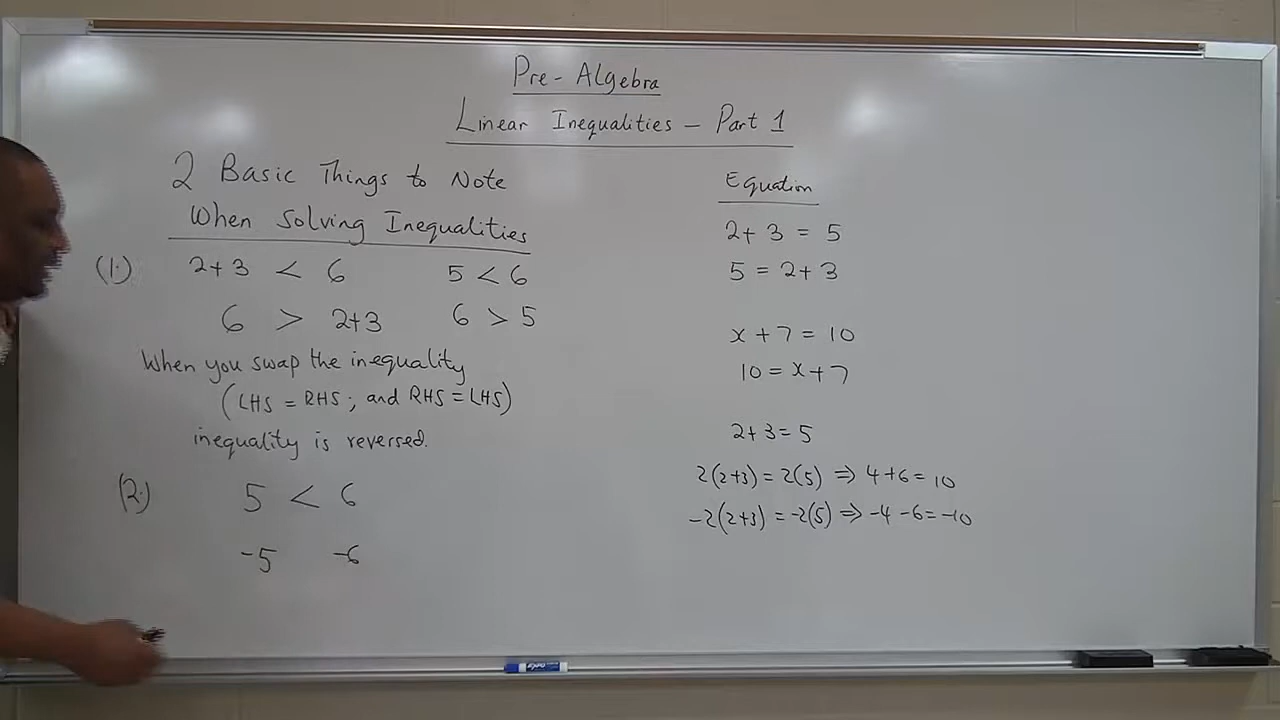 Pre-Algebra
Linear Inequalities – Part 1
2 Basic Things to Note
When Solving Inequalities
(1.) 2+3 < 6 5 < 6
6 > 2+3 6 > 5
When you swap the inequality
(LHS = RHS; and RHS = LHS)
inequality is reversed.
(2.) 5 < 6
-5 -6
Equation
2+3 = 5
5 = 2+3
x+7 = 10
10 = x+7
2+3=5
2(2+3) = 2(5) ⇒ 4+6=10
-2(2+3) = -2(5) ⇒ -4-6=-10
EXPO